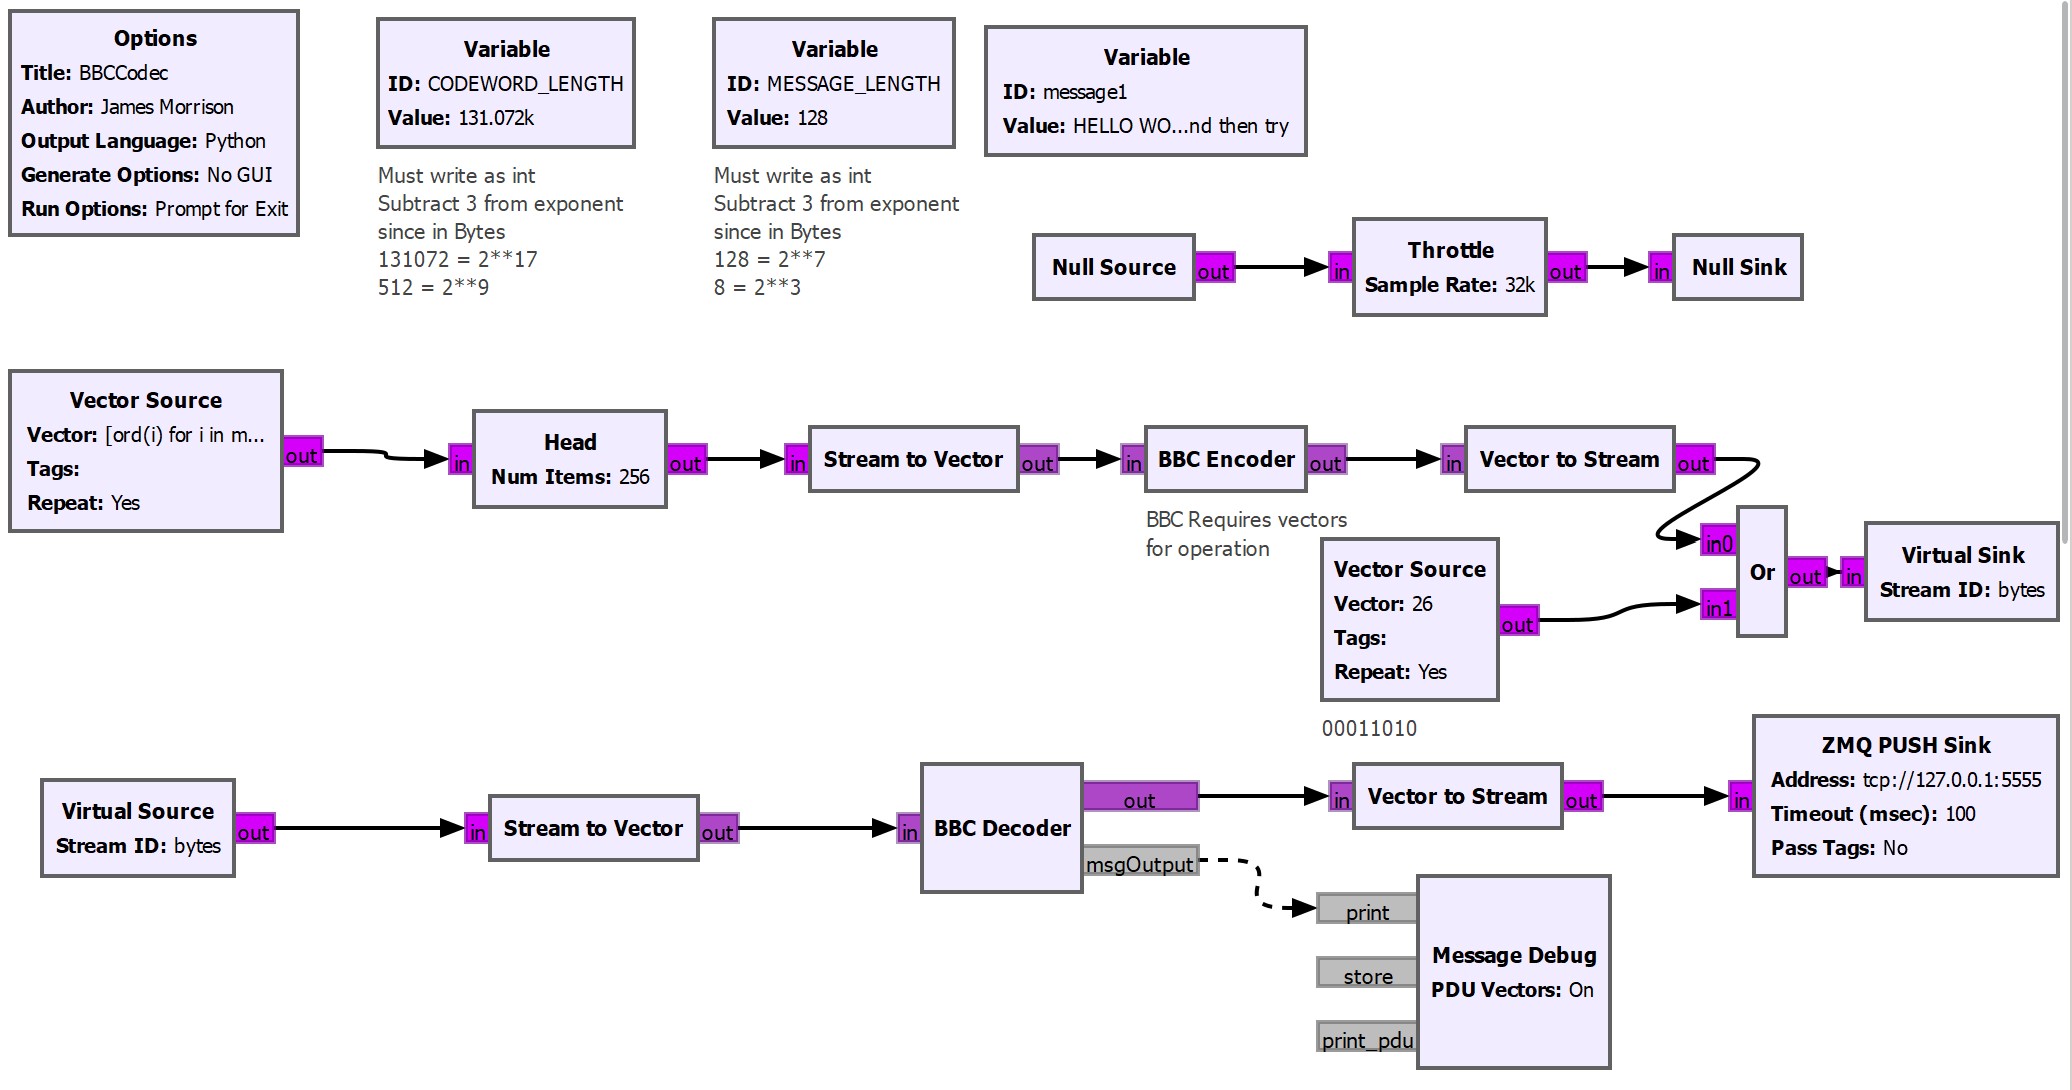 Options
Title: BBCCodec
Author: James Morrison
Output Language: Python
Generate Options: No GUI
Run Options: Prompt for Exit
Variable
ID: CODEWORD_LENGTH
Value: 131.072k
Must write as int
Subtract 3 from exponent
since in Bytes
131072 = 2**17
512 = 2**9
Variable
ID: MESSAGE_LENGTH
Value: 128
Must write as int
Subtract 3 from exponent
since in Bytes
128 = 2**7
8 = 2**3
Variable
ID: message1
Value: HELLO WO...nd then try
Null Source
out
in
Throttle
Sample Rate: 32k
out
in
Null Sink
Vector Source
Vector: [ord(i) for i in m...
Tags:
Repeat: Yes
out
in
Head
Num Items: 256
out
in
Stream to Vector
out
in
BBC Encoder
out
BBC Requires vectors
for operation
in
Vector to Stream
out
Vector Source
Vector: 26
Tags:
Repeat: Yes
out
00011010
in0
in1
Or
out
in
Virtual Sink
Stream ID: bytes
Virtual Source
Stream ID: bytes
out
in
Stream to Vector
out
in
BBC Decoder
out
msgOutput
in
Vector to Stream
out
in
ZMQ PUSH Sink
Address: tcp://127.0.0.1:5555
Timeout (msec): 100
Pass Tags: No
print
store
print_pdu
Message Debug
PDU Vectors: On